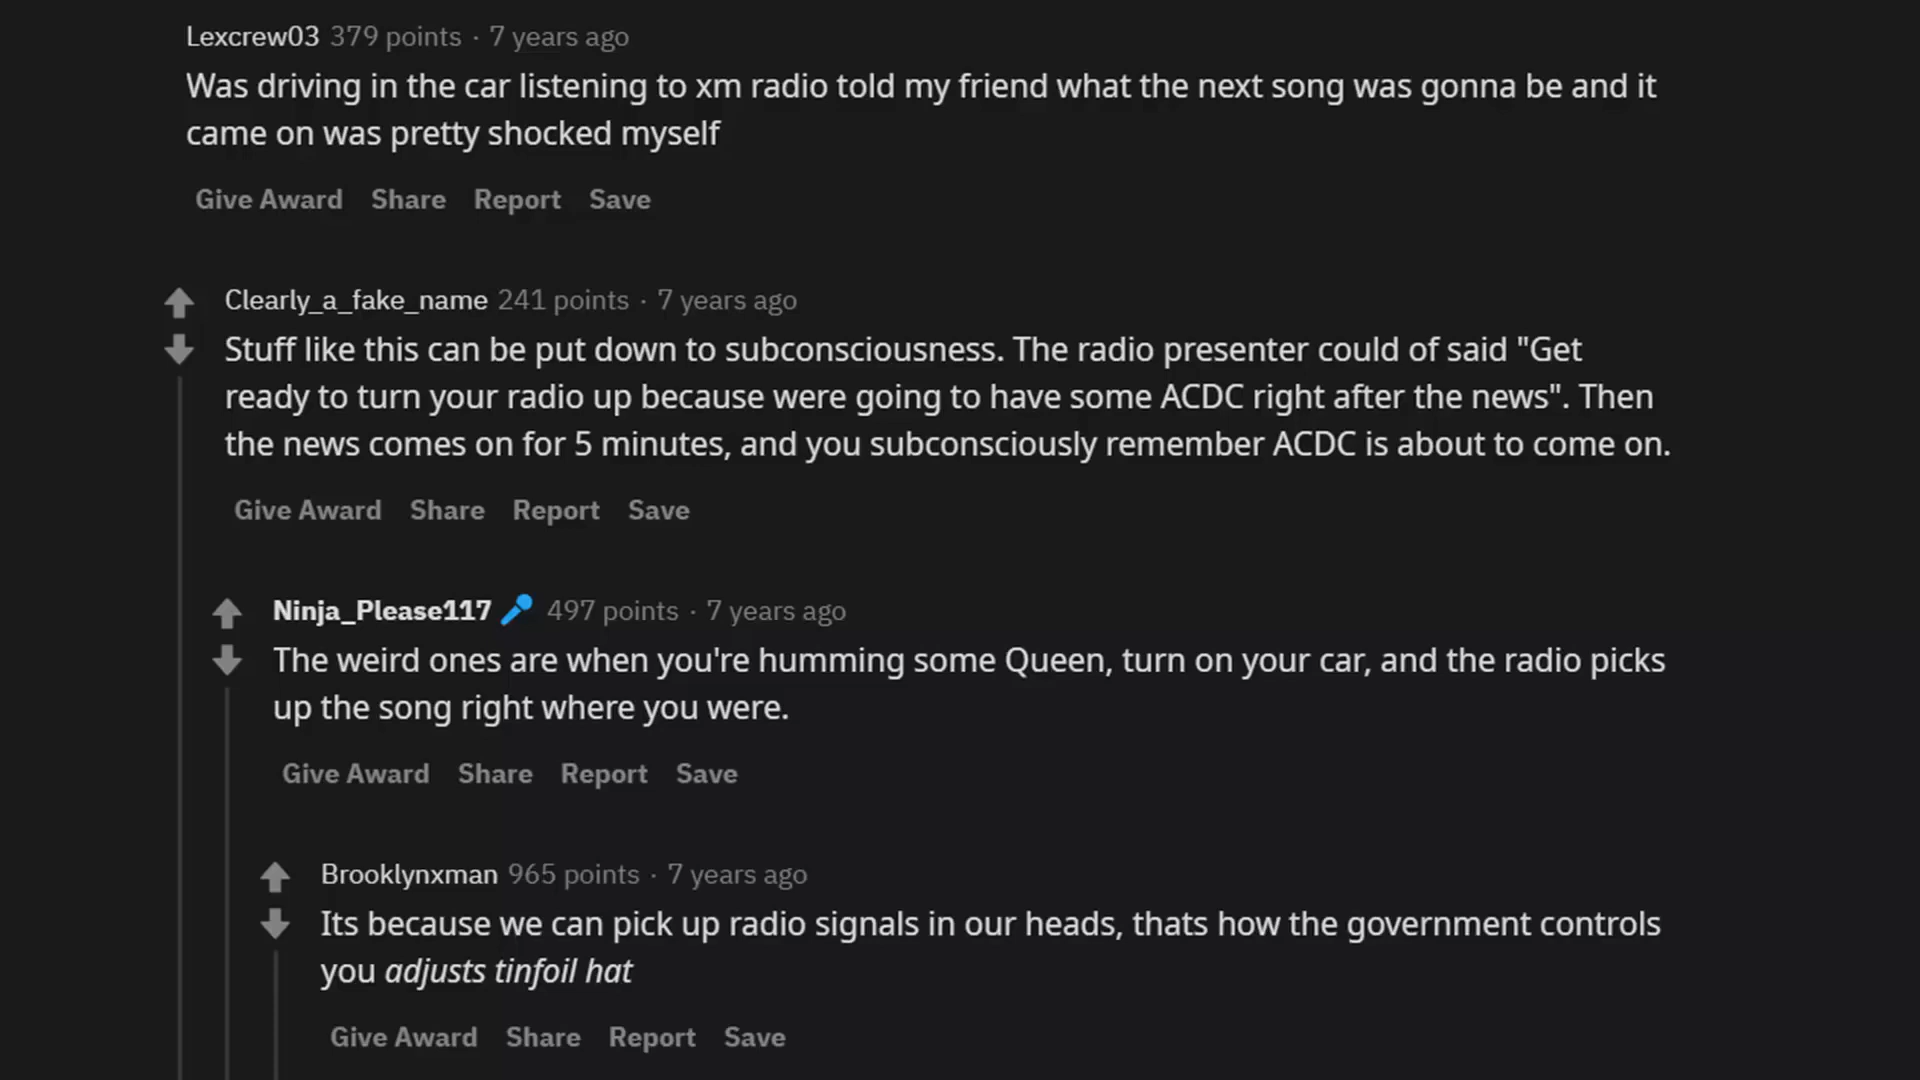 Lexcrew03 379 points · 7 years ago
Was driving in the car listening to xm radio told my friend what the next song was gonna be and it
came on was pretty shocked myself
Give Award Share Report Save
Clearly_a_fake_name 241 points · 7 years ago
Stuff like this can be put down to subconsciousness. The radio presenter could of said "Get
ready to turn your radio up because were going to have some ACDC right after the news". Then
the news comes on for 5 minutes, and you subconsciously remember ACDC is about to come on.
Give Award Share Report Save
Ninja_Please117 497 points · 7 years ago
The weird ones are when you're humming some Queen, turn on your car, and the radio picks
up the song right where you were.
Give Award Share Report Save
Brooklynxman 965 points · 7 years ago
Its because we can pick up radio signals in our heads, thats how the government controls
you adjusts tinfoil hat
Give Award Share Report Save